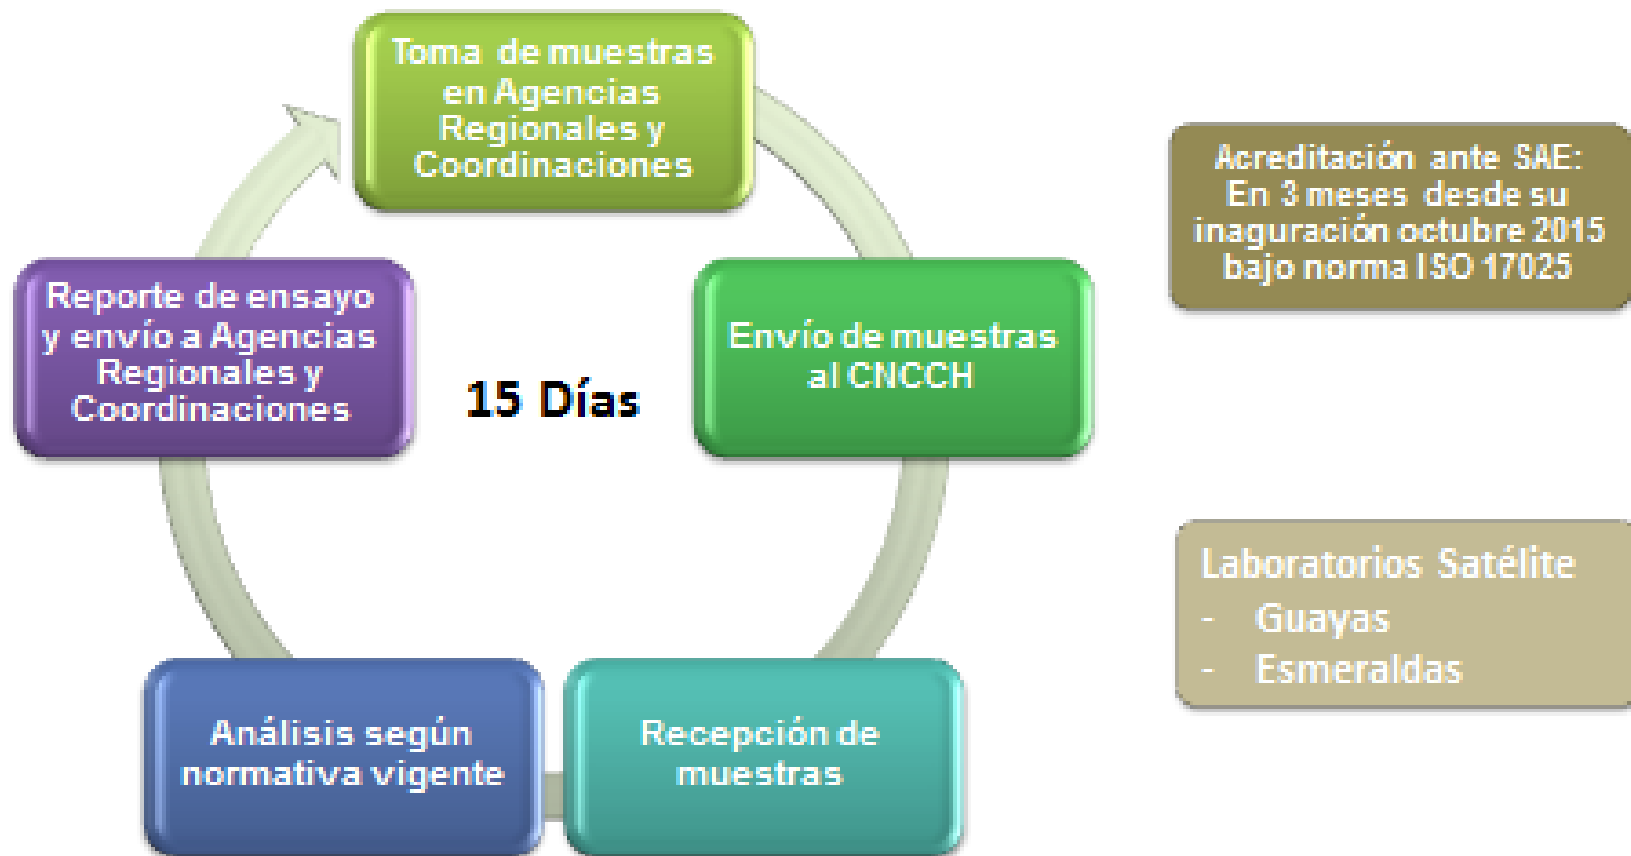 Toma de muestras
en Agencias
Regionales y
Coordinaciones
Envío de muestras
al CNCCH
Recepción de
muestras
Análisis según
normativa vigente
Reporte de ensayo
y envío a Agencias
Regionales y
Coordinaciones
15 Días
Acreditación ante SAE:
En 3 meses desde su
inaguración octubre 2015
bajo norma ISO 17025
Laboratorios Satélite
- Guayas
- Esmeraldas